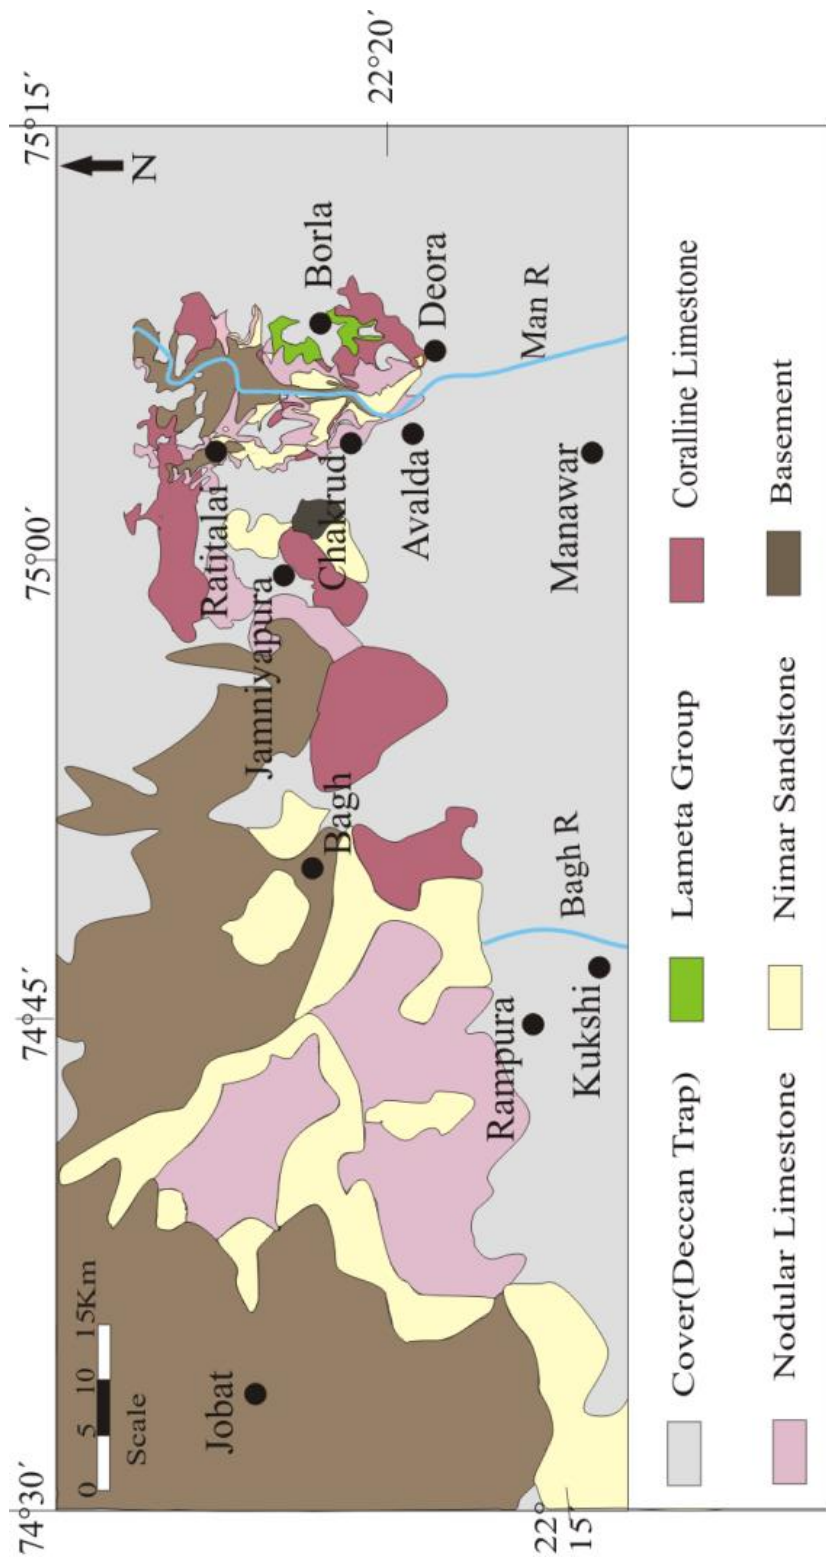 74°30´
74°45´
75°00´
75°15´
0 5 10 15Km
Scale
N
Jobat
Ratitalai
Borla
Jamniyapura
Chakrud
Bagh
Avalda
Deora
22°20´
Rampura
Bagh R
Man R
Kukshi
Manawar
22°
15´
Cover(Deccan Trap)
Lameta Group
Coralline Limestone
Nodular Limestone
Nimar Sandstone
Basement